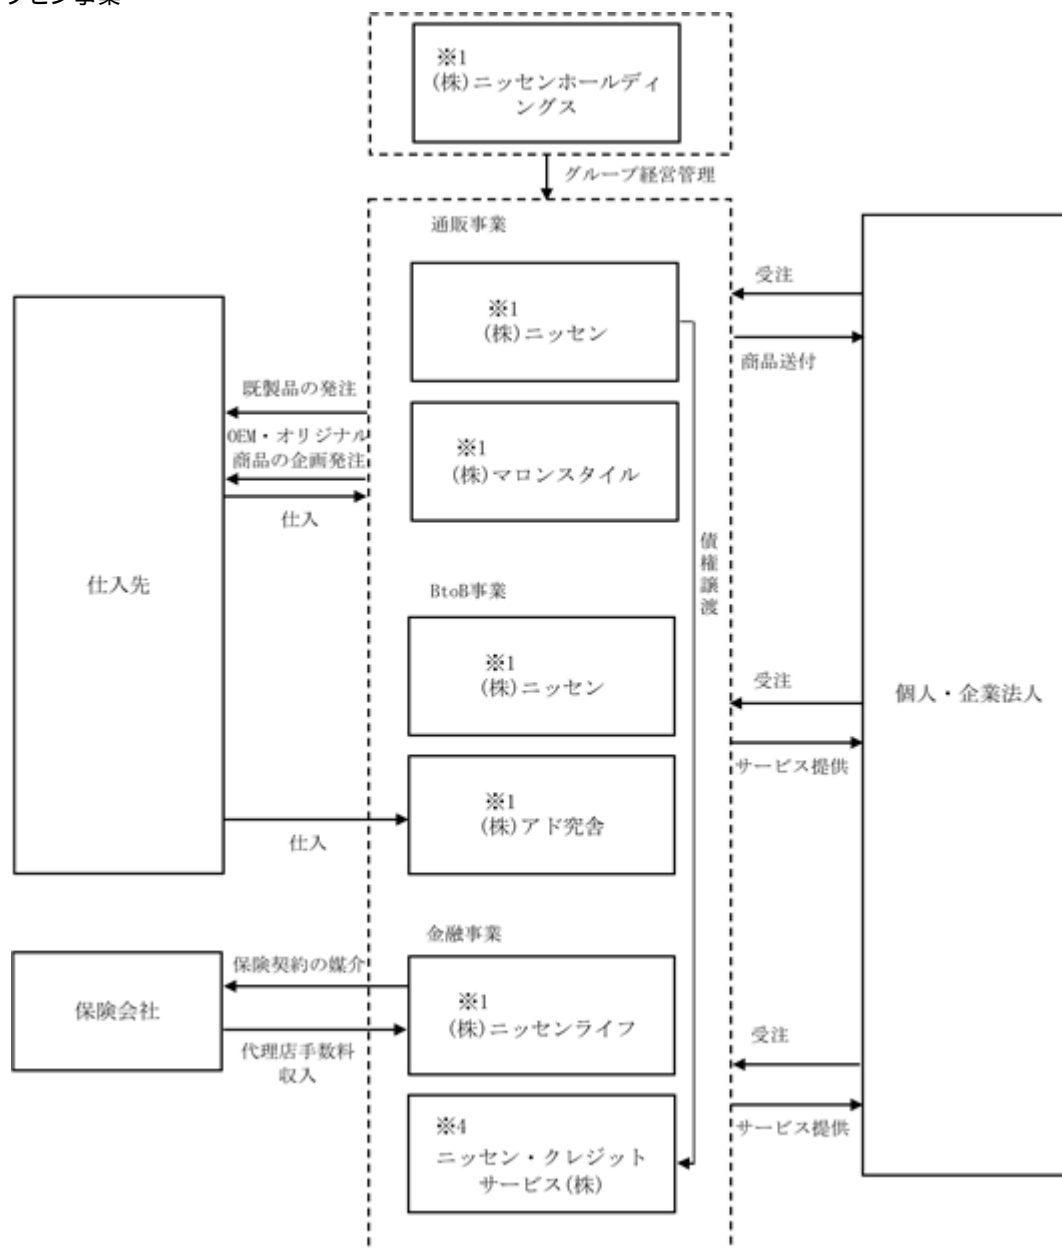 ッセン事業
※1
(株)ニッセンホールディ
ングス
グループ経営管理
通販事業
受注
※1
(株)ニッセン
商品送付
既製品の発注
OEM・オリジナル
商品の企画発注
※1
(株)マロンスタイル
仕入
債権譲渡
仕入先
BtoB事業
※1
(株)ニッセン
受注
個人・企業法人
サービス提供
※1
(株)アド究舎
仕入
金融事業
保険契約の媒介
※1
(株)ニッセンライフ
保険会社
代理店手数料
収入
受注
サービス提供
※4
ニッセン・クレジット
サービス(株)